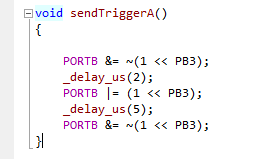 void sendTriggerA()
{
PORTB &= ~(1 << PB3);
_delay_us(2);
PORTB |= (1 << PB3);
_delay_us(5);
PORTB &= ~(1 << PB3);
}